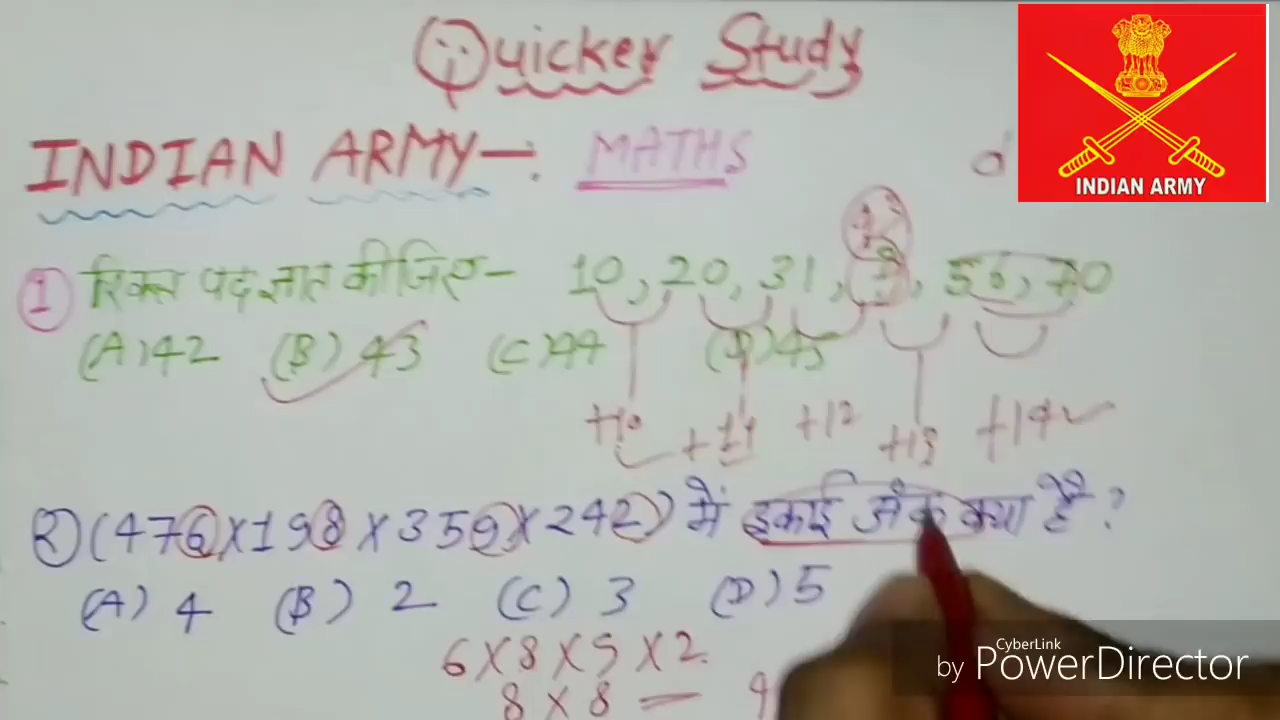 Quicker Study
INDIAN ARMY
INDIAN ARMY-: MATHS
① रिक्त पद ज्ञात कीजिए- 10, 20, 31, ?, 56, 70
(A) 42 (B) 43 (C) 44 (D) 45
+10 +11 +12 +13 +14
२) (476×198×359×242) में इकाई अंक क्या है?
(A) 4 (B) 2 (C) 3 (D) 5
6×8×9×2
8×8
CyberLink
by PowerDirector